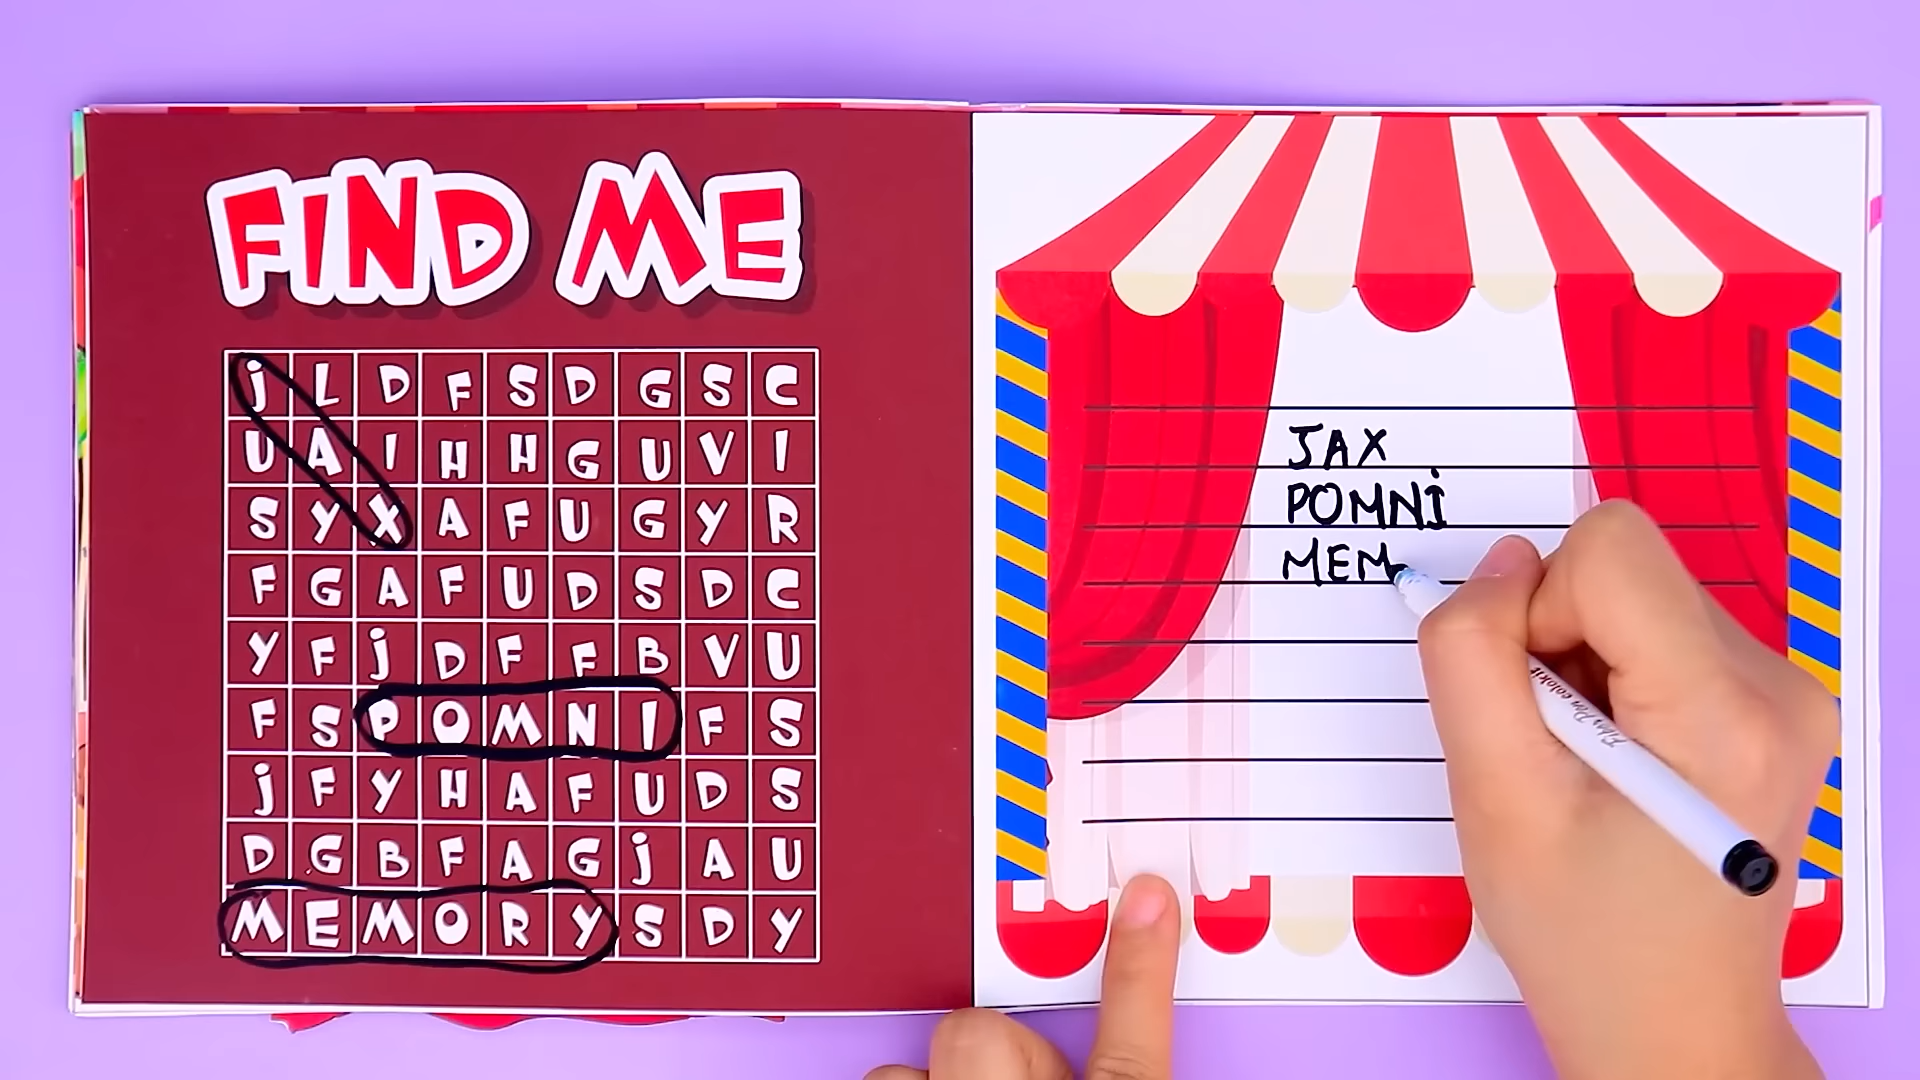 FIND ME
j L D F S D G S C
U A I H H G U V I
S Y X A F U G Y R
F G A F U D S D C
Y F j D F F B V U
F S P O M N I F S
j F Y H A F U D S
D G B F A G j A U
M E M O R Y S D Y
JAX
POMNİ
MEM